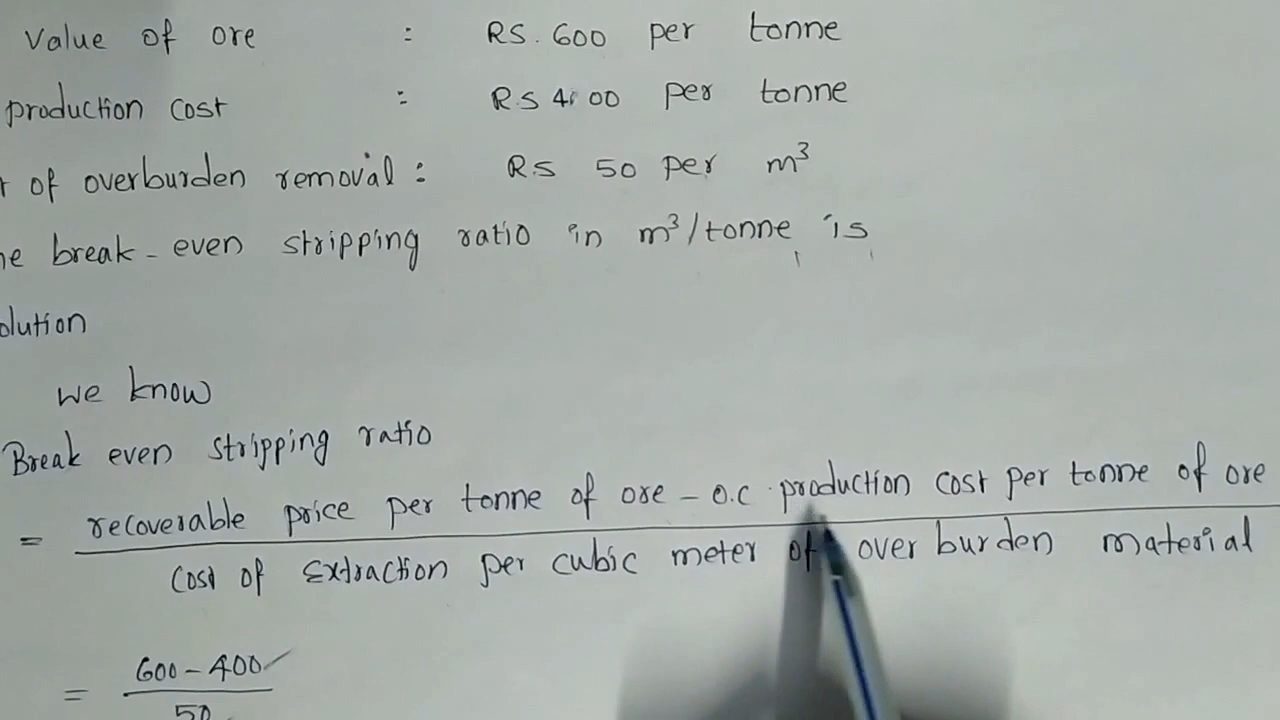 Value of ore : RS. 600 per tonne
production cost : RS 400 per tonne
of overburden removal : RS 50 per m³
break-even stripping ratio in m³/tonne is
olution
we know
Break even stripping ratio
= recoverable price per tonne of ore - o.c. production cost per tonne of ore
cost of Extraction per cubic meter of over burden material
= 600 - 400
50